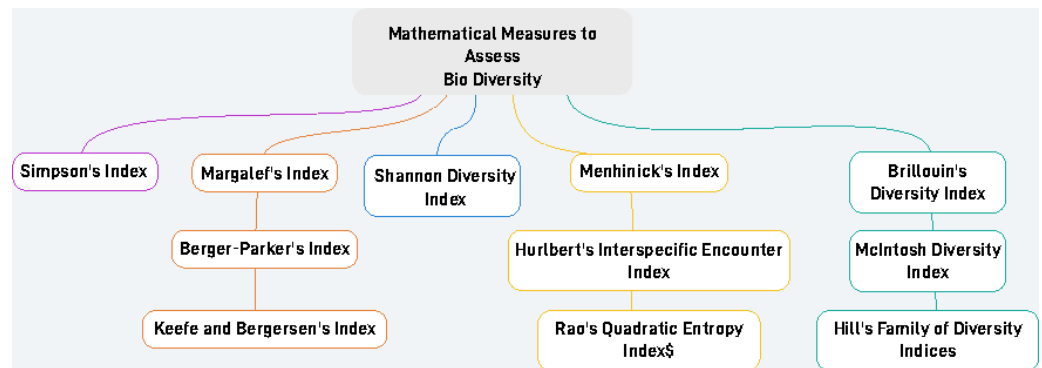 Mathematical Measures to
Assess
Bio Diversity
Simpson's Index
Margalef's Index
Shannon Diversity
Index
Menhinick's Index
Brillouin's
Diversity Index
Berger-Parker's Index
Hurlbert's Interspecific Encounter
Index
McIntosh Diversity
Index
Keefe and Bergersen's Index
Rao's Quadratic Entropy
Index$
Hill's Family of Diversity
Indices